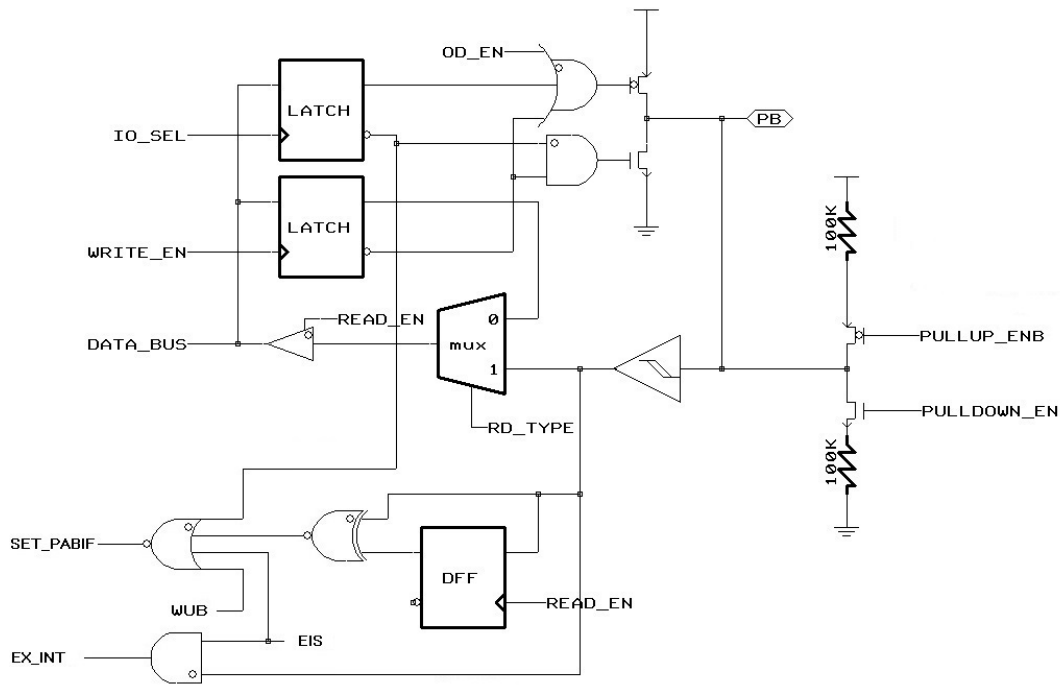 OD_EN
LATCH
PB
IO_SEL
LATCH
100K
WRITE_EN
READ_EN
0
DATA_BUS
mux
PULLUP_ENB
1
PULLDOWN_EN
RD_TYPE
100K
SET_PABIF
DFF
READ_EN
WUB
EIS
EX_INT